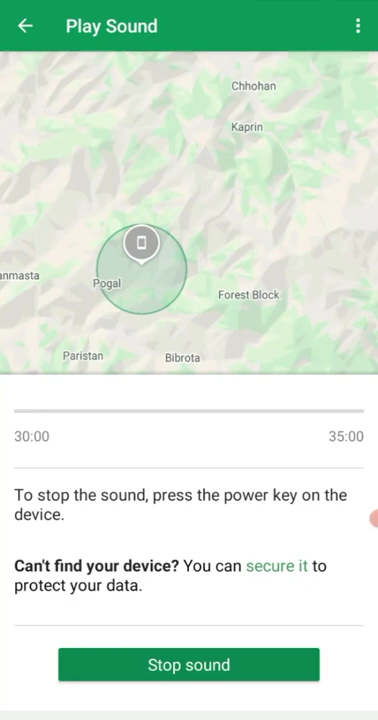 Play Sound
Chhohan
Kaprin
anmasta
Pogal
Forest Block
Paristan
Bibrota
30:00 35:00
To stop the sound, press the power key on the
device.
Can't find your device? You can secure it to
protect your data.
Stop sound